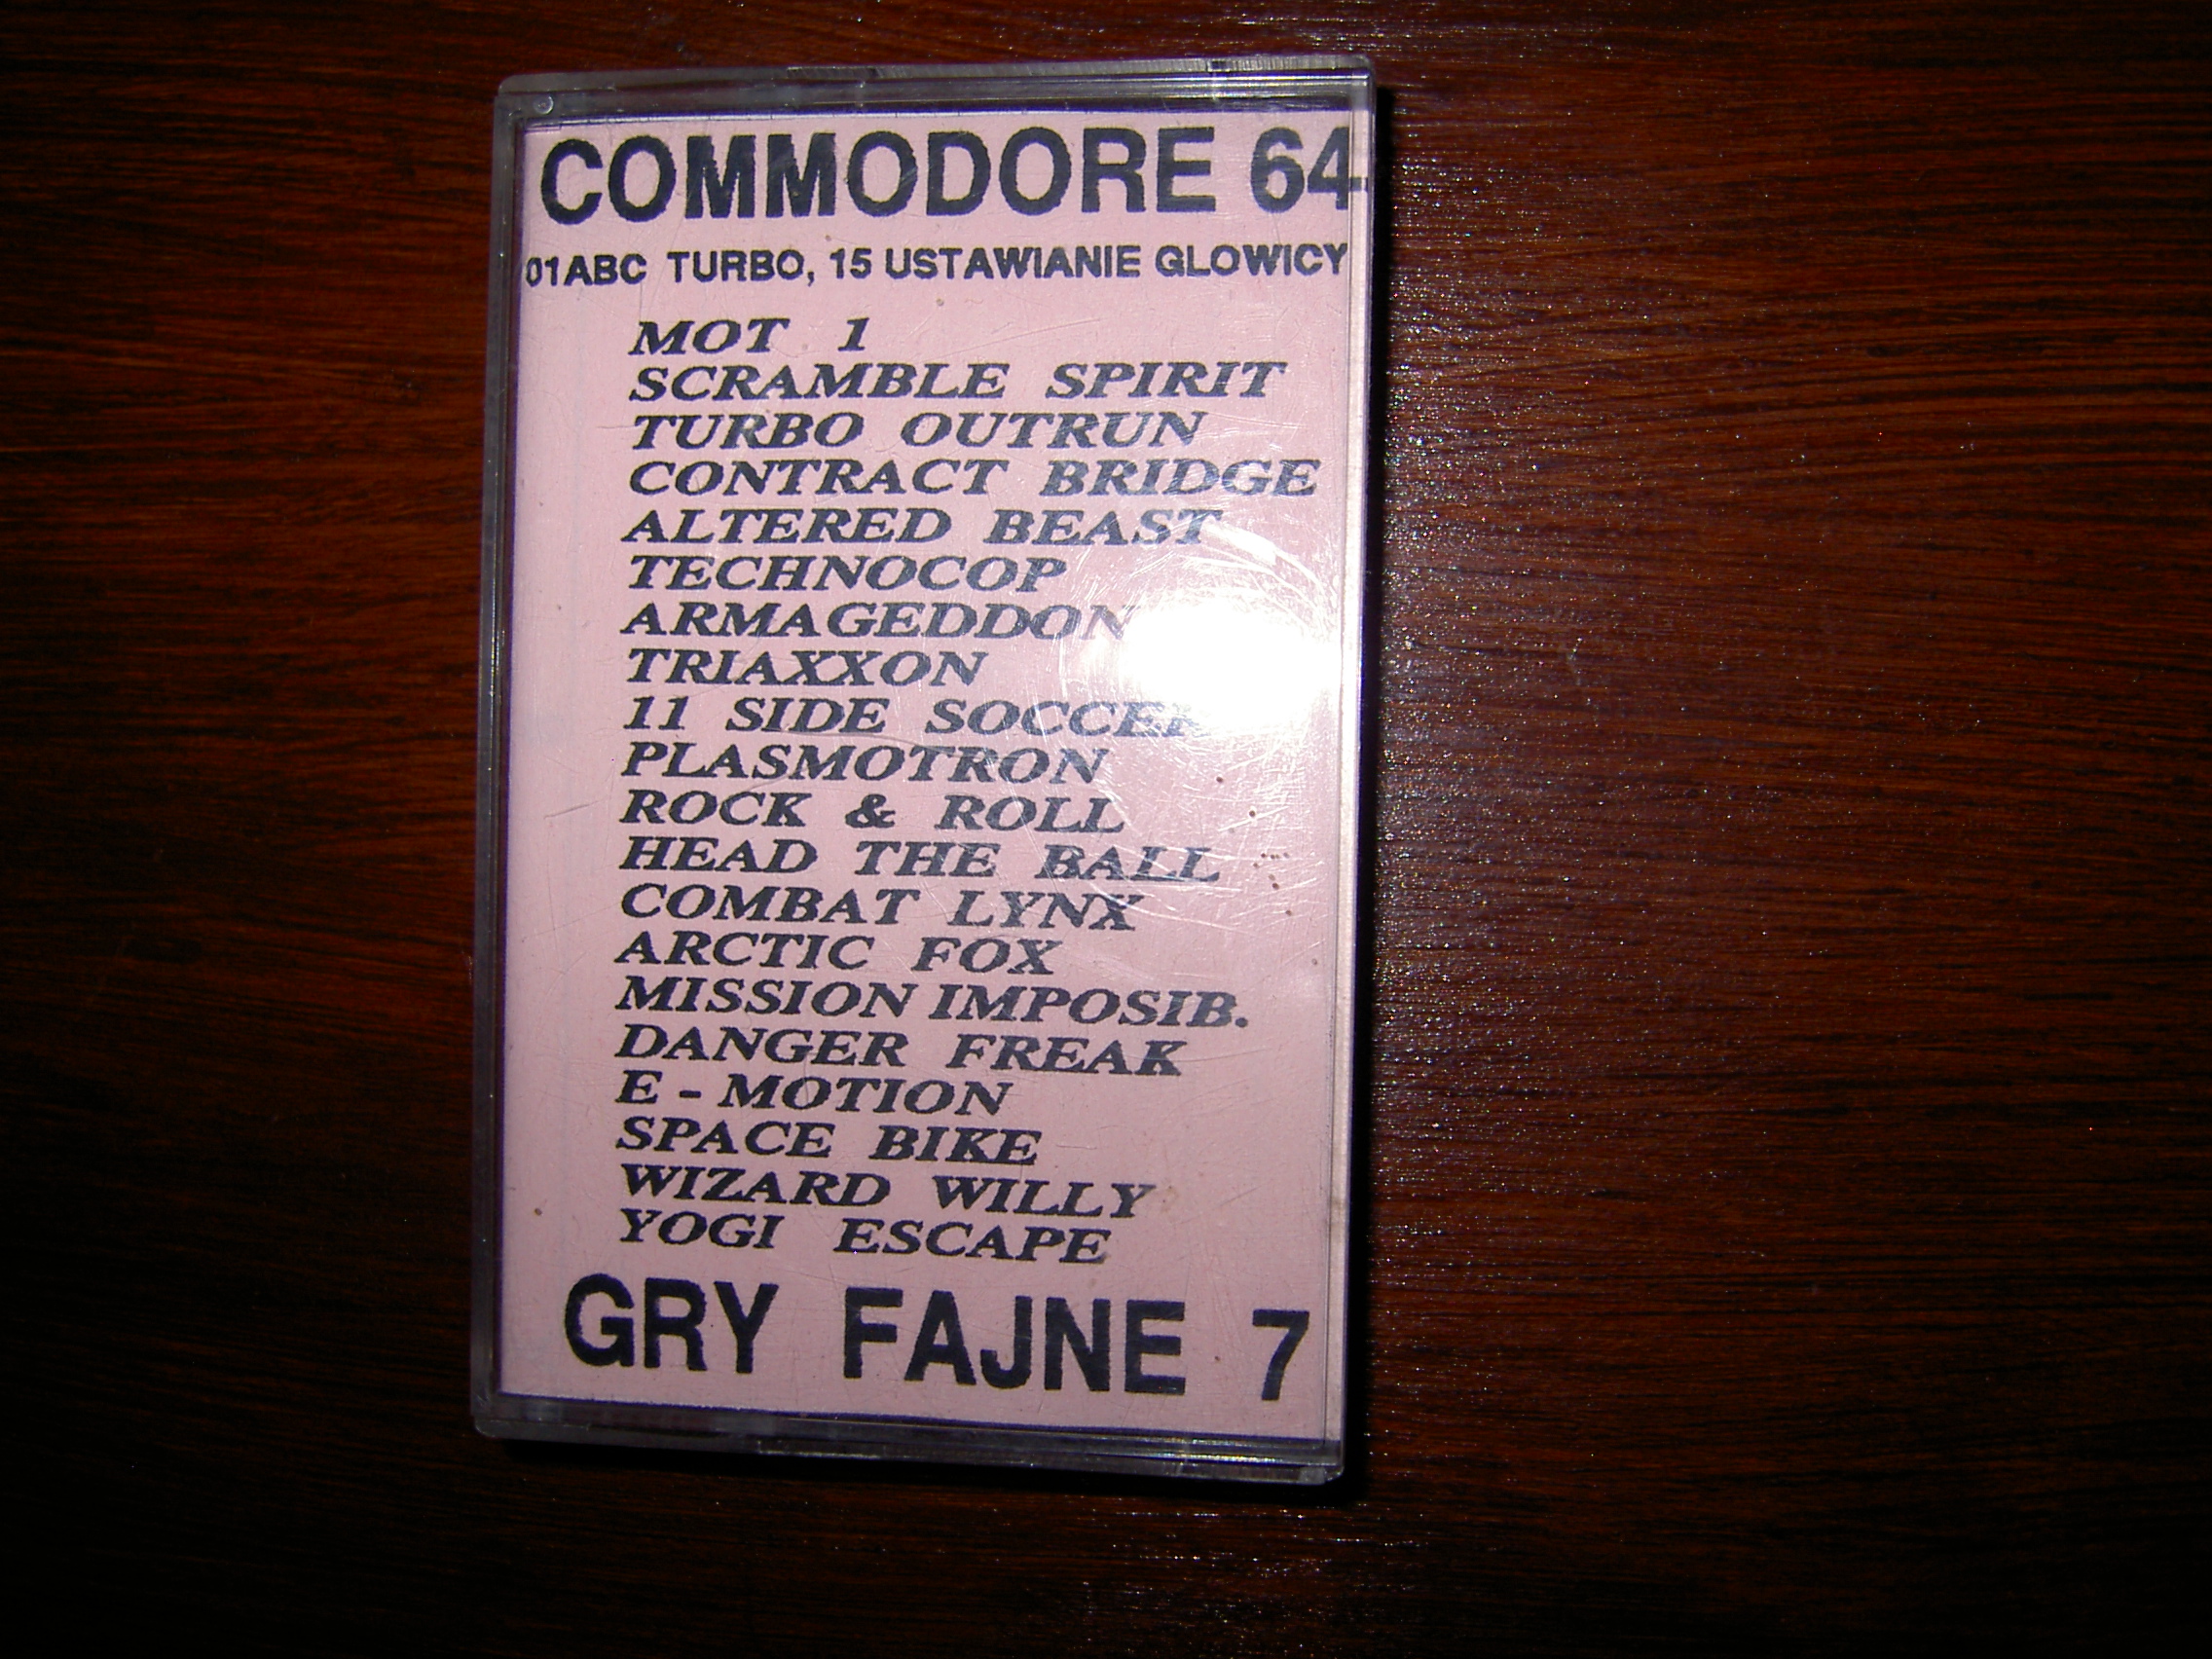 COMMODORE 64
01ABC TURBO, 15 USTAWIANIE GLOWICY
MOT 1
SCRAMBLE SPIRIT
TURBO OUTRUN
CONTRACT BRIDGE
ALTERED BEAST
TECHNOCOP
ARMAGEDDON
TRIAXXON
11 SIDE SOCCER
PLASMOTRON
ROCK & ROLL
HEAD THE BALL
COMBAT LYNX
ARCTIC FOX
MISSION IMPOSIB.
DANGER FREAK
E - MOTION
SPACE BIKE
WIZARD WILLY
YOGI ESCAPE
GRY FAJNE 7